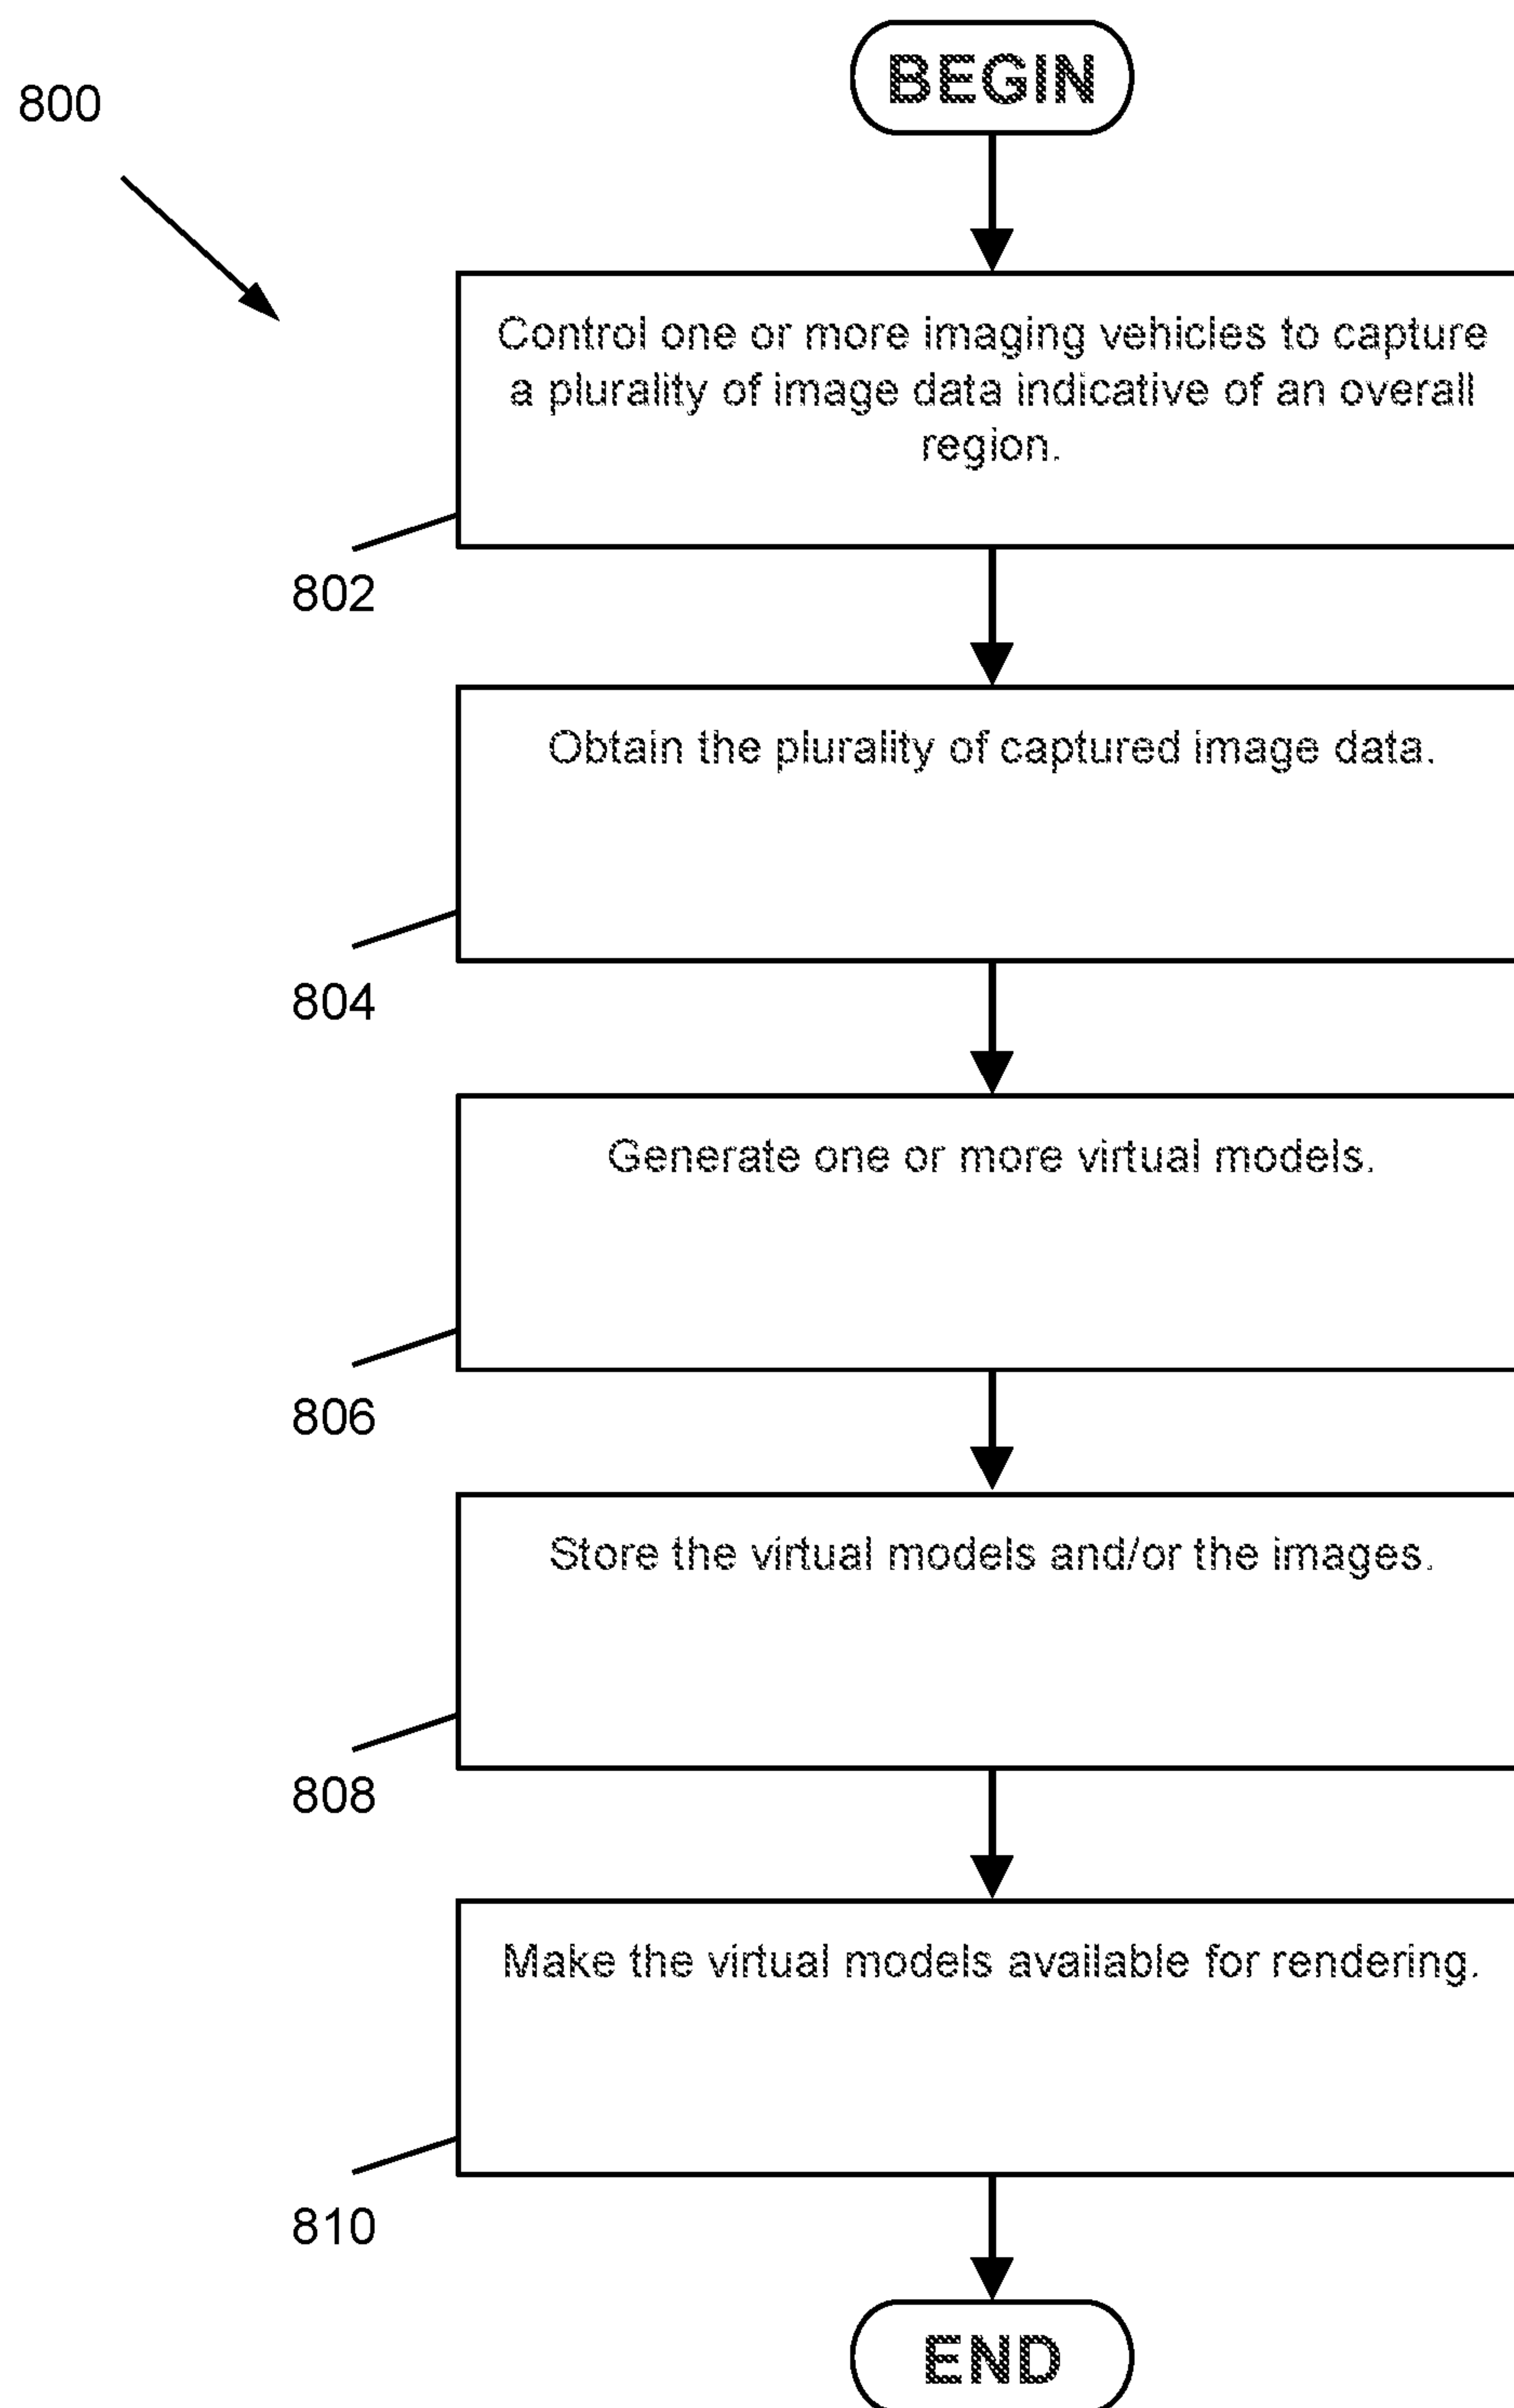 BEGIN
800
Control one or more imaging vehicles to capture
a plurality of image data indicative of an overall
region.
802
Obtain the plurality of captured image data.
804
Generate one or more virtual models.
806
Store the virtual models and/or the images.
808
Make the virtual models available for rendering.
810
END